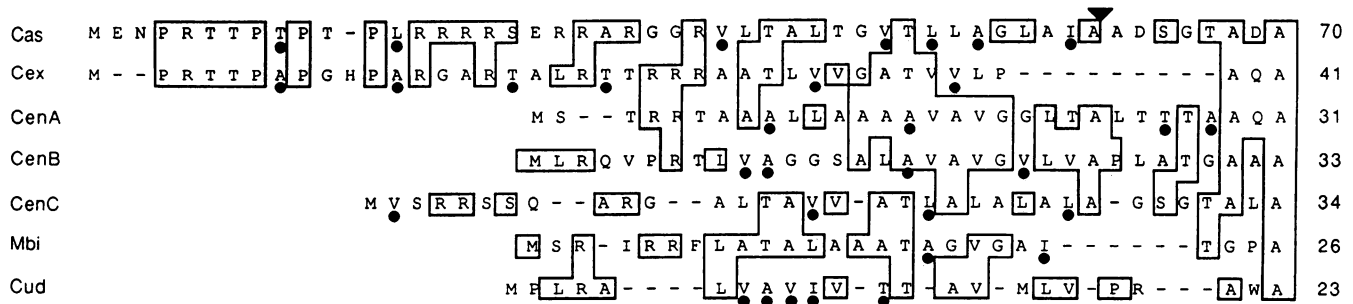 Cas M E N P R T T P T P T - P L R R R R S E R R A R G G R V L T A L T G V T L L A G L A I A A D S G T A D A 70
Cex M - - P R T T P A P G H P A R G A R T A L R T T R R R A A T L V V G A T V V L P - - - - - - - - - A Q A 41
CenA M S - - T R R T A A A L L A A A A V A V G G L T A L T T T A A Q A 31
CenB M L R Q V P R T L V A G G S A L A V A V G V L V A P L A T G A A A 33
CenC M V S R R S S Q - - A R G - - A L T A V V - A T L A L A L A L A - G S G T A L A 34
Mbi M S R - I R R F L A T A L A A A T A G V G A I - - - - - - T G P A 26
Cud M P L R A - - - - L V A V I V - T T - A V - M L V - P R - - - A W A 23